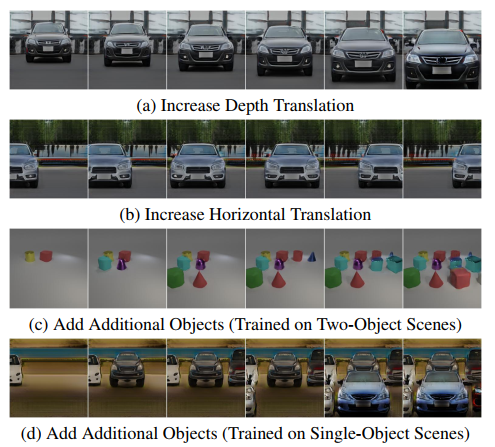 (a) Increase Depth Translation
(b) Increase Horizontal Translation
(c) Add Additional Objects (Trained on Two-Object Scenes)
(d) Add Additional Objects (Trained on Single-Object Scenes)